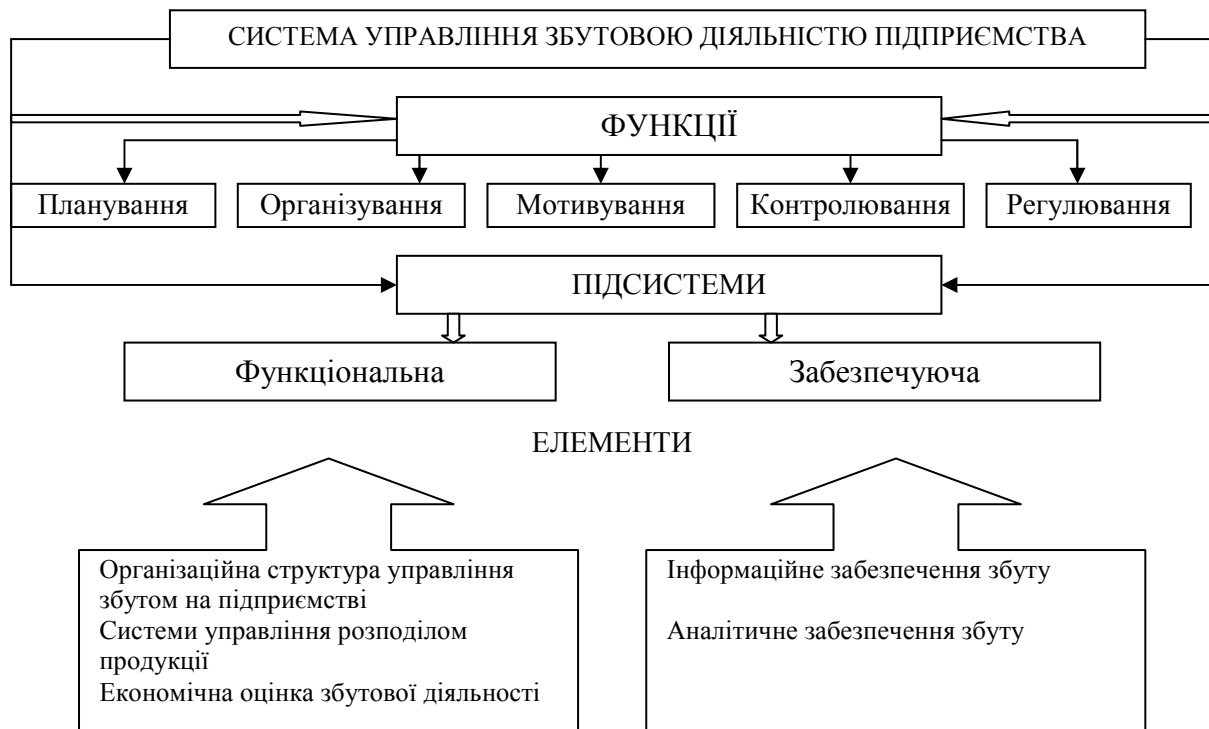 СИСТЕМА УПРАВЛІННЯ ЗБУТОВОЮ ДІЯЛЬНІСТЮ ПІДПРИЄМСТВА
ФУНКЦІЇ
Планування
Організування
Мотивування
Контролювання
Регулювання
ПІДСИСТЕМИ
Функціональна
Забезпечуюча
ЕЛЕМЕНТИ
Організаційна структура управління
збутом на підприємстві
Системи управління розподілом
продукції
Економічна оцінка збутової діяльності
Інформаційне забезпечення збуту
Аналітичне забезпечення збуту